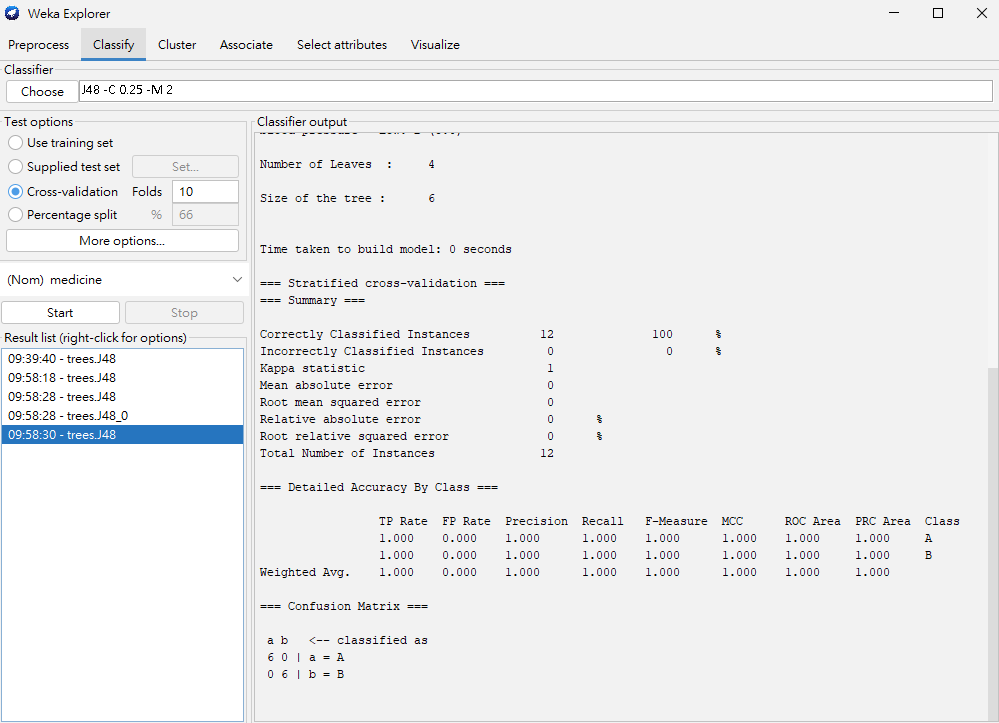 Weka Explorer
Preprocess Classify Cluster Associate Select attributes Visualize
Classifier
Choose J48 -C 0.25 -M 2
Test options
Use training set
Supplied test set Set...
Cross-validation Folds 10
Percentage split % 66
More options...
(Nom) medicine
Start Stop
Result list (right-click for options)
09:39:40 - trees.J48
09:58:18 - trees.J48
09:58:28 - trees.J48
09:58:28 - trees.J48_0
09:58:30 - trees.J48
Classifier output
Number of Leaves : 4
Size of the tree : 6
Time taken to build model: 0 seconds
=== Stratified cross-validation ===
=== Summary ===
Correctly Classified Instances 12 100 %
Incorrectly Classified Instances 0 0 %
Kappa statistic 1
Mean absolute error 0
Root mean squared error 0
Relative absolute error 0 %
Root relative squared error 0 %
Total Number of Instances 12
=== Detailed Accuracy By Class ===
TP Rate FP Rate Precision Recall F-Measure MCC ROC Area PRC Area Class
1.000 0.000 1.000 1.000 1.000 1.000 1.000 1.000 A
1.000 0.000 1.000 1.000 1.000 1.000 1.000 1.000 B
Weighted Avg. 1.000 0.000 1.000 1.000 1.000 1.000 1.000 1.000
=== Confusion Matrix ===
a b <-- classified as
6 0 | a = A
0 6 | b = B